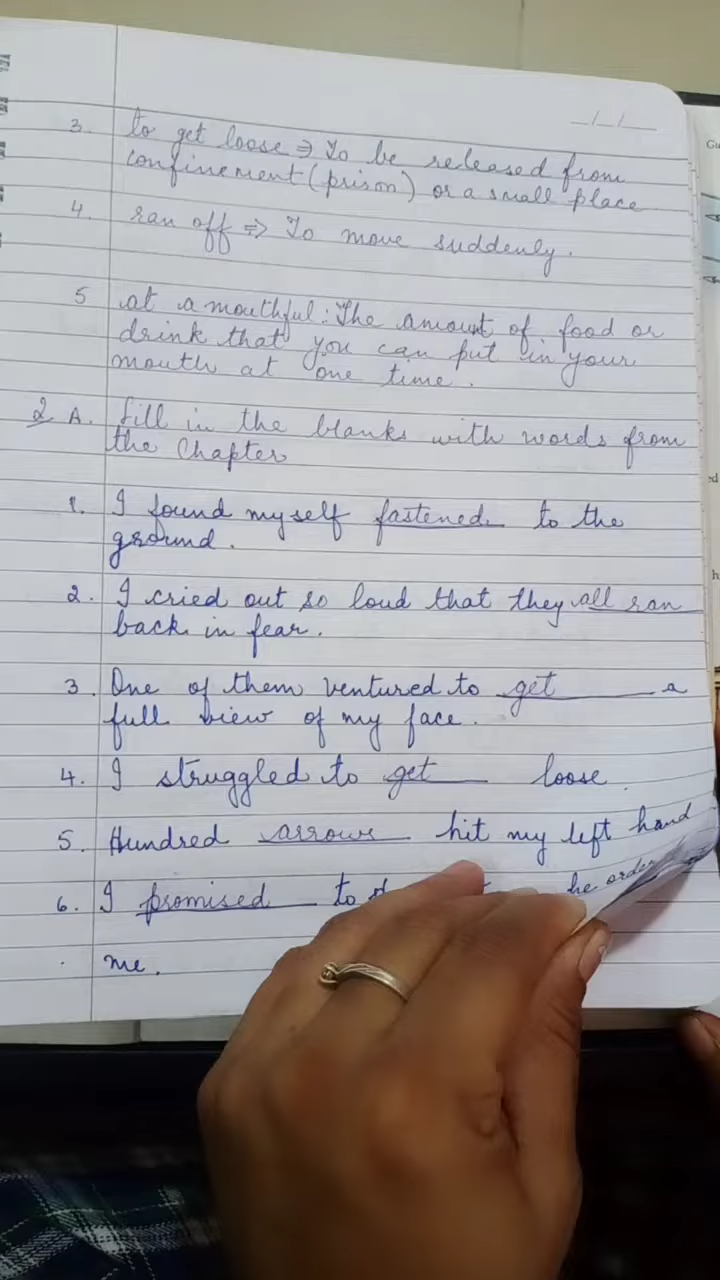 3. to get loose ⇒ To be released from
confinement (prison) or a small place
4. ran off ⇒ To move suddenly.
5 at a mouthful: The amount of food or
drink that you can put in your
mouth at one time.
2 A. fill in the blanks with words from
the Chapter
1. I found myself fastened to the
ground.
2. I cried out so loud that they all ran
back in fear.
3. One of them ventured to get a
full view of my face.
4. I struggled to get loose.
5. Hundred arrows hit my left hand
6. I promised to he order
me.